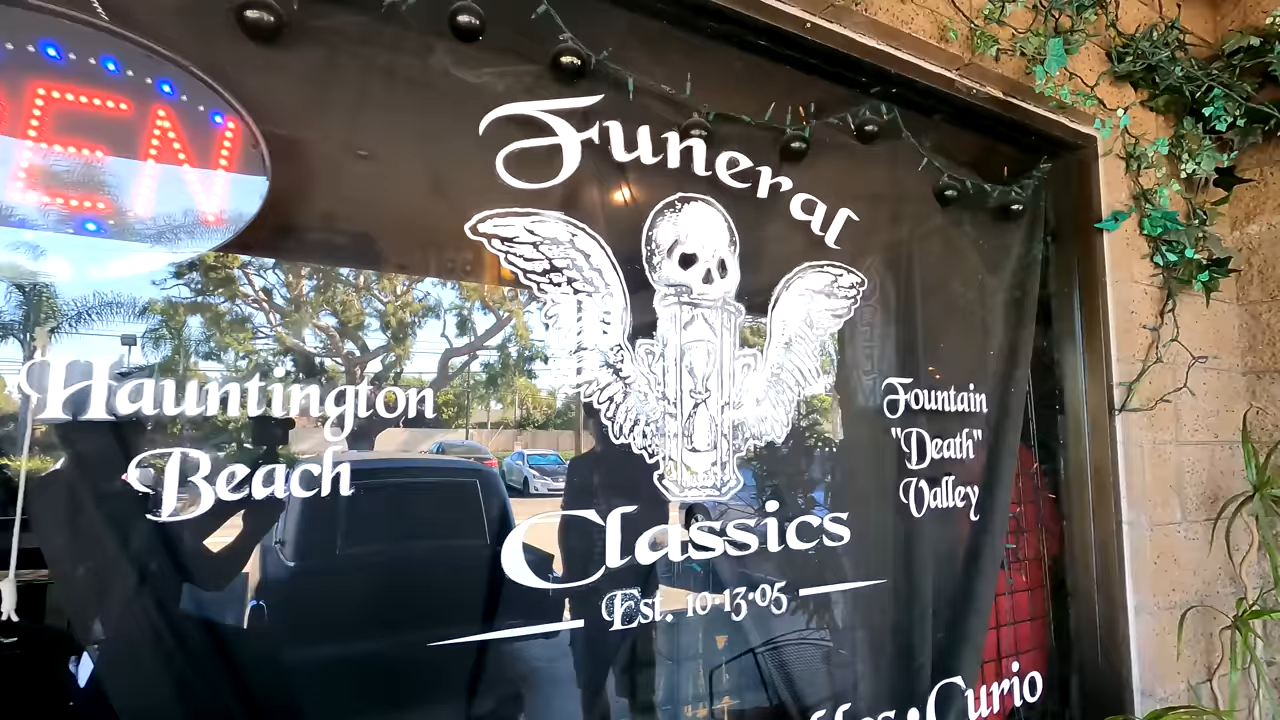 Funeral
Hauntington
Beach
Fountain
"Death"
Valley
Classics
Est. 10·13·05
Curio